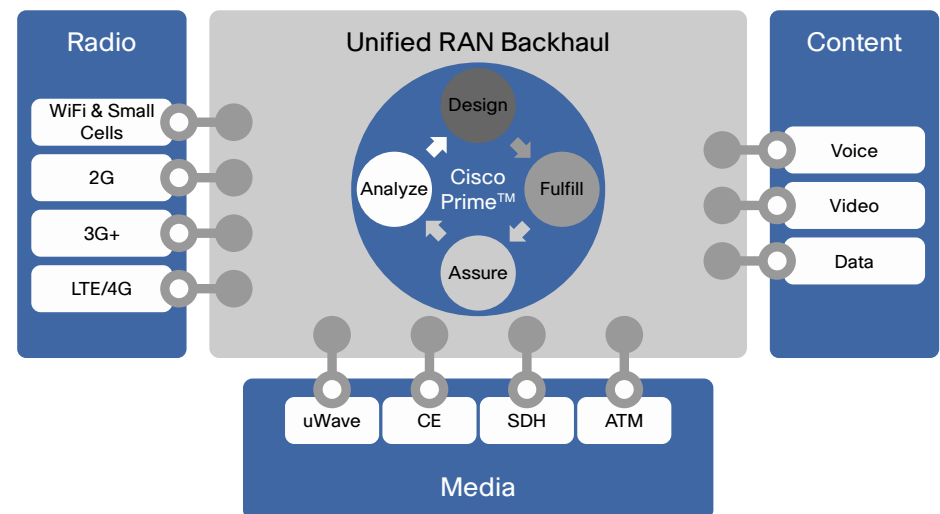 Radio
WiFi & Small
Cells
2G
3G+
LTE/4G
Unified RAN Backhaul
Design
Analyze
Cisco
Prime™
Fulfill
Assure
Content
Voice
Video
Data
uWave
CE
SDH
ATM
Media